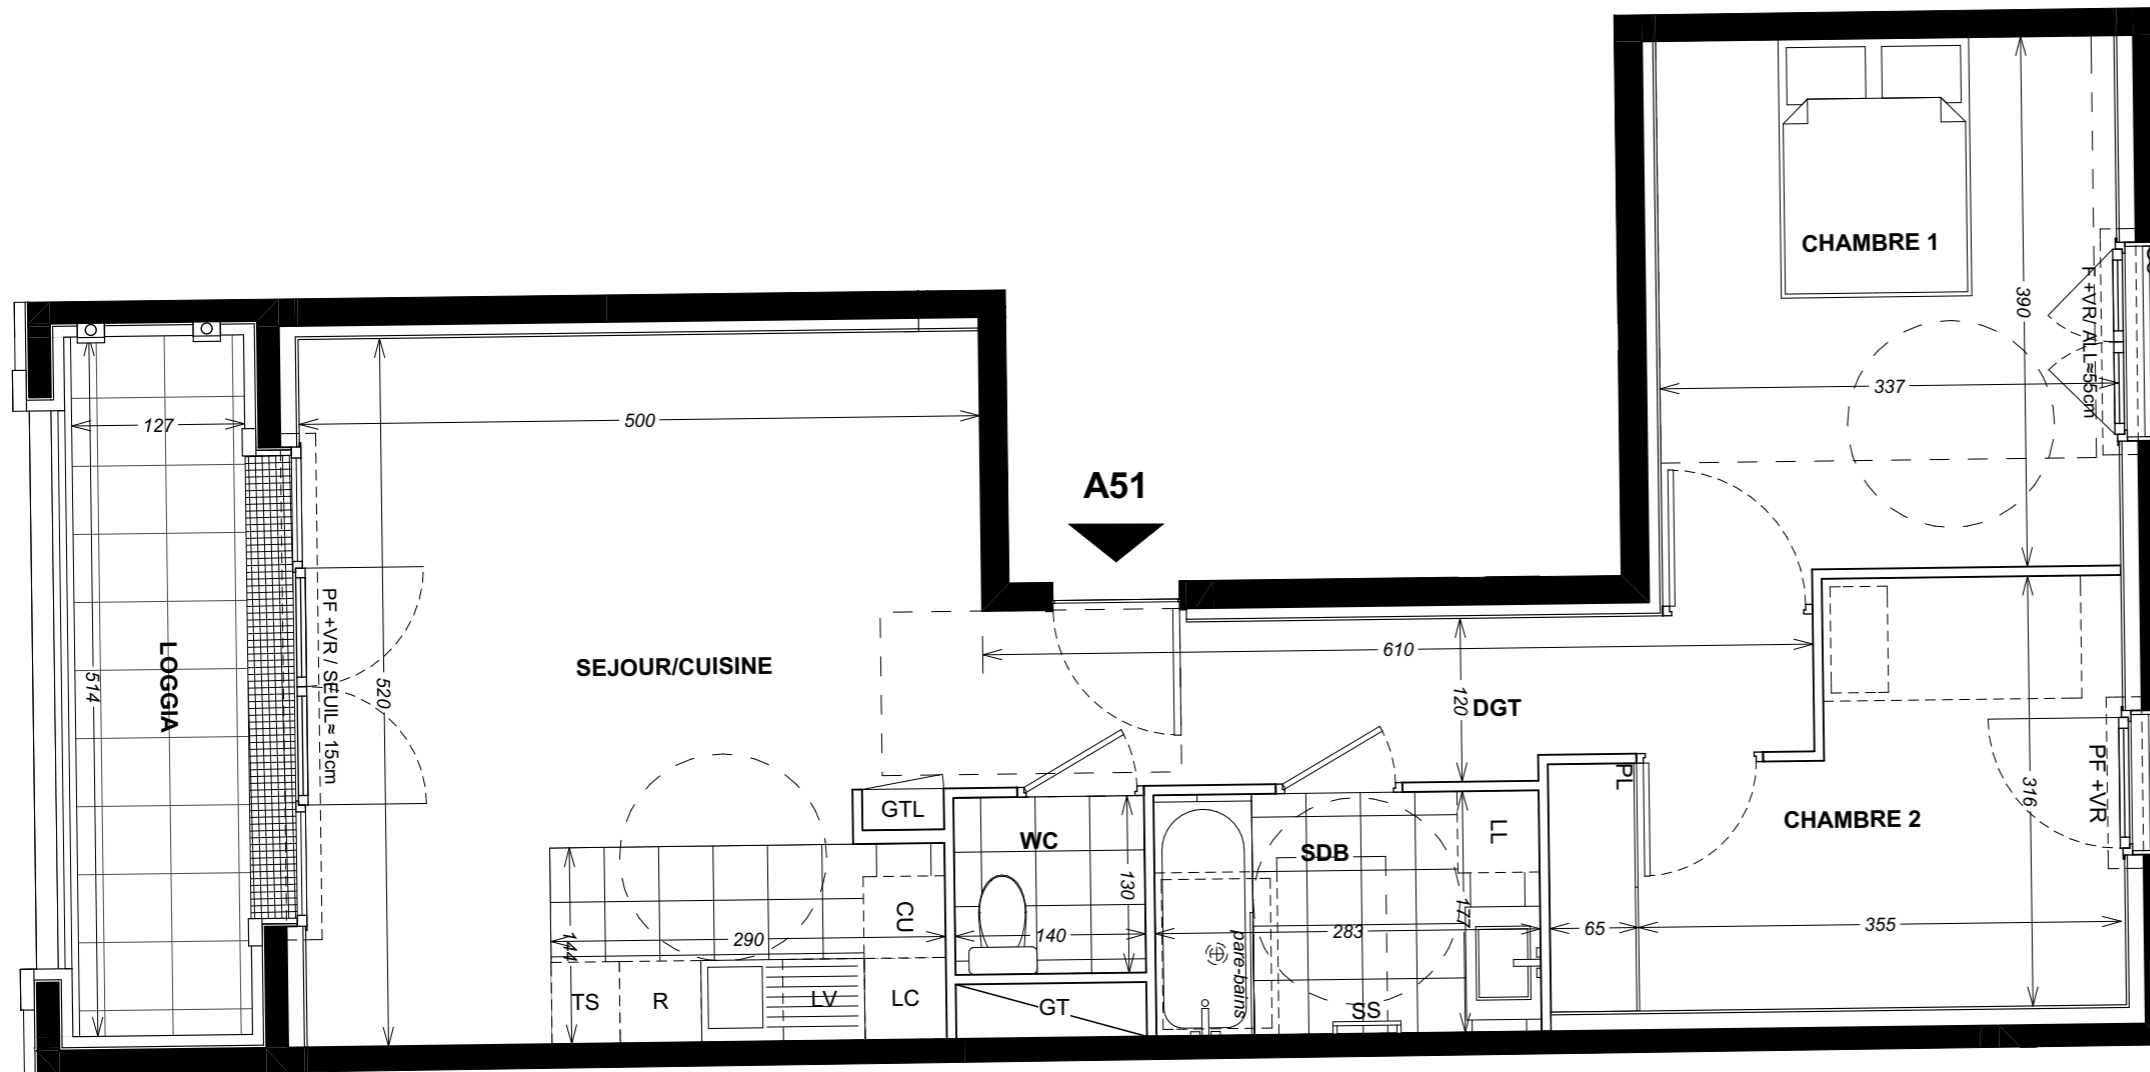 CHAMBRE 1
390
F +VR/ ALL≈55cm
337
127
500
A51
514
LOGGIA
PF +VR / SEUIL≈ 15cm
520
SEJOUR/CUISINE
610
120
DGT
PL
316
PF +VR
CHAMBRE 2
GTL
WC
130
SDB
LL
177
CU
144
290
140
283
pare-bains
65
355
TS
R
LV
LC
GT
SS